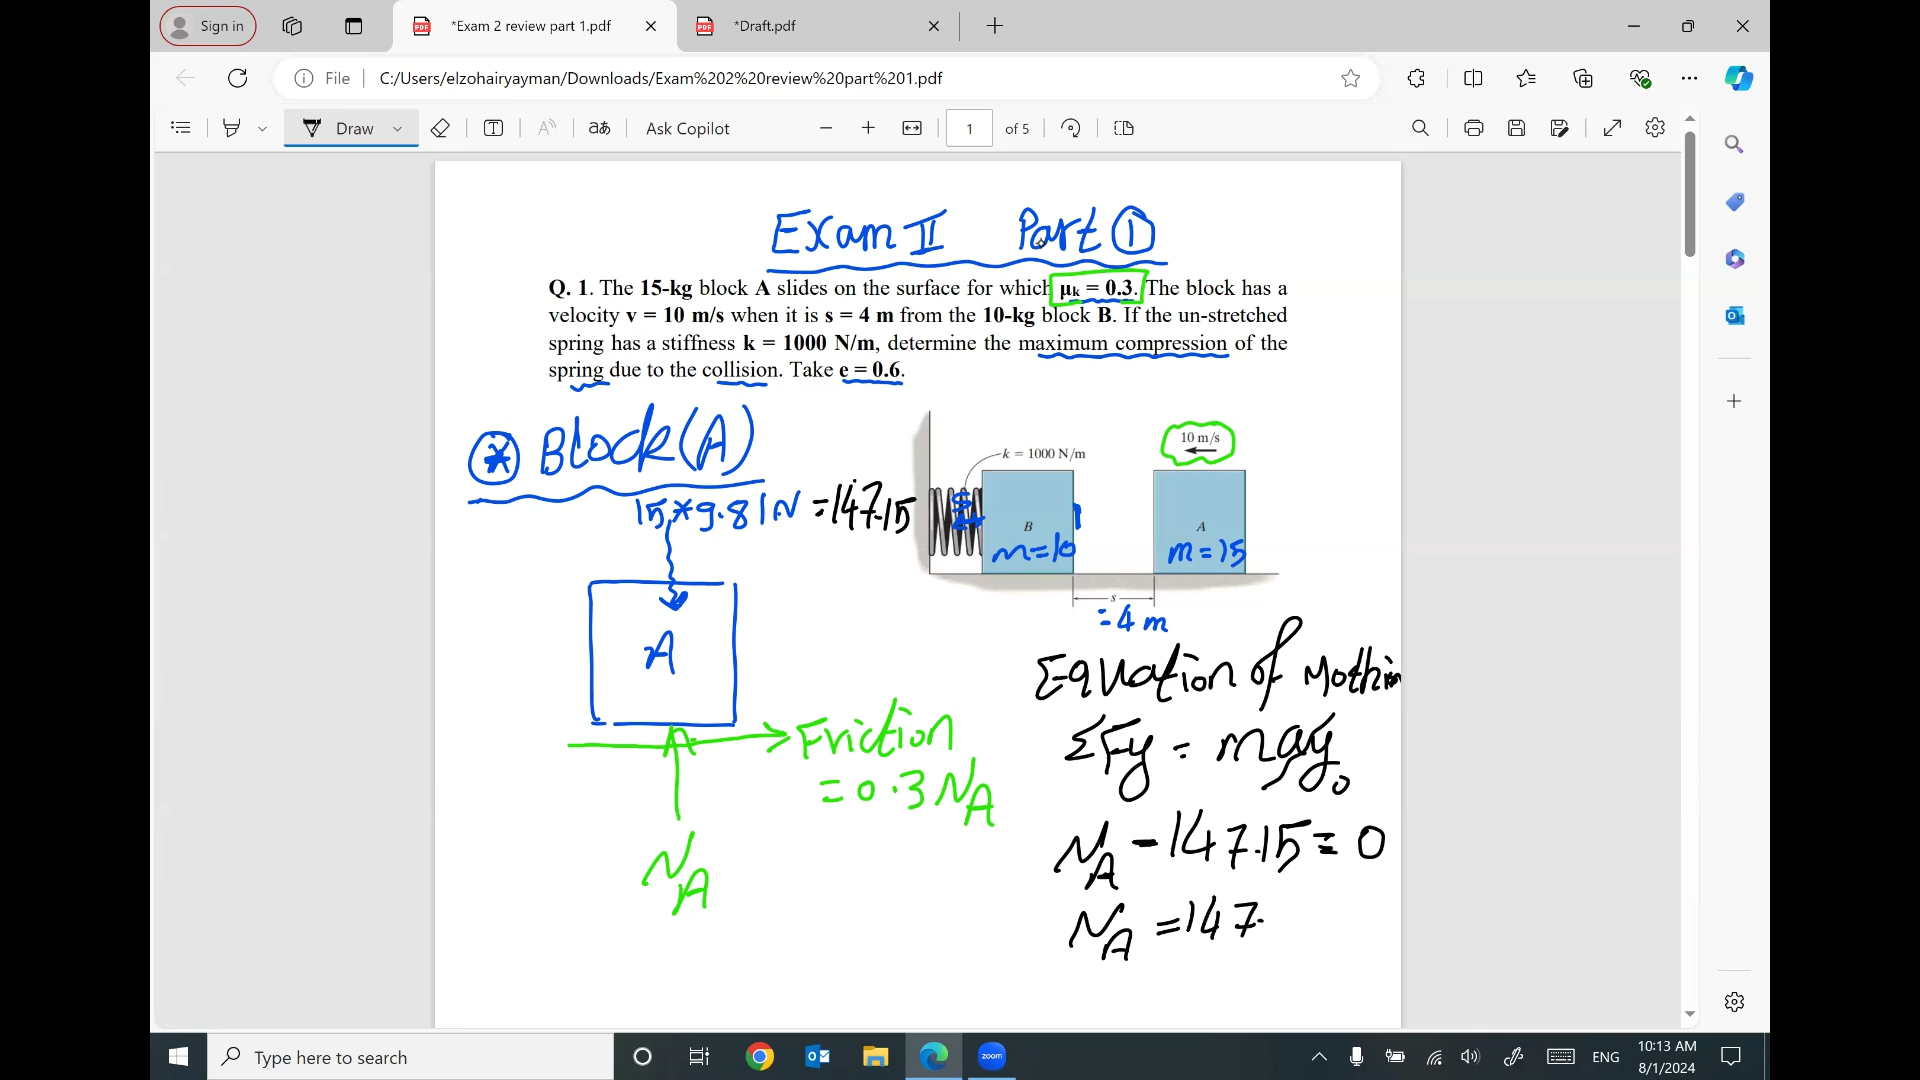 Sign in
*Exam 2 review part 1.pdf
*Draft.pdf
File
C:/Users/elzohairyayman/Downloads/Exam%202%20review%20part%201.pdf
Draw
Ask Copilot
1 of 5
Exam II Part ①
Q. 1. The 15-kg block A slides on the surface for which μk = 0.3. The block has a
velocity v = 10 m/s when it is s = 4 m from the 10-kg block B. If the un-stretched
spring has a stiffness k = 1000 N/m, determine the maximum compression of the
spring due to the collision. Take e = 0.6.
* Block(A)
15*9.81N = 147.15
k = 1000 N/m
10 m/s
B
m=10
A
m=15
s
=4 m
A
Equation of Mothin
ΣFy = may 0
Friction
= 0.3 NA
NA - 147.15 = 0
NA
NA = 147.
Type here to search
zoom
ENG
10:13 AM
8/1/2024